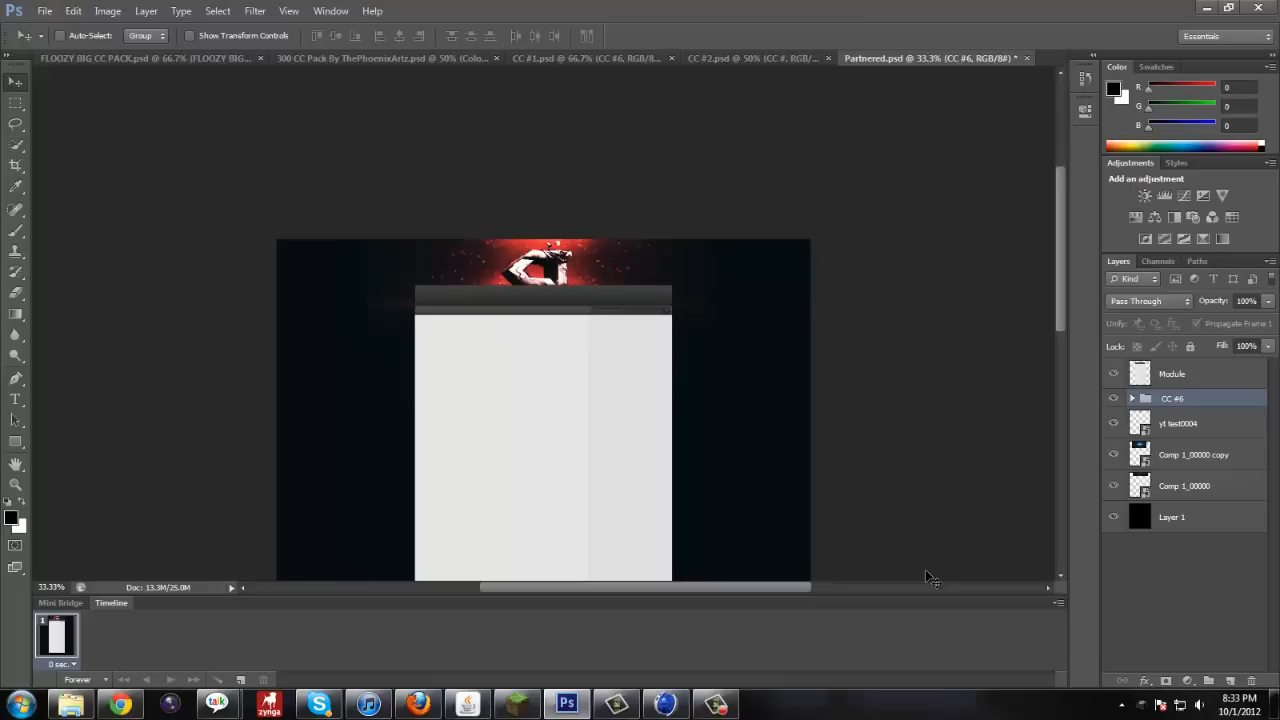 Ps File Edit Image Layer Type Select Filter View Window Help
Auto-Select: Group Show Transform Controls Essentials
FLOOZY BIG CC PACK.psd @ 66.7% (FLOOZY BIG... × 300 CC Pack By ThePhoenixArtz.psd @ 50% (Colo... × CC #1.psd @ 66.7% (CC #6, RGB/8... × CC #2.psd @ 50% (CC #, RGB/... × Partnered.psd @ 33.3% (CC #6, RGB/8#) * ×
Color Swatches
R 0
G 0
B 0
Adjustments Styles
Add an adjustment
Layers Channels Paths
Kind
Pass Through Opacity: 100%
Unify: Propagate Frame 1
Lock: Fill: 100%
Module
CC #6
yt test0004
Comp 1_00000 copy
Comp 1_00000
Layer 1
33.33% Doc: 13.3M/25.0M
Mini Bridge Timeline
1
0 sec.
Forever
talk
zynga
Ps
8:33 PM
10/1/2012